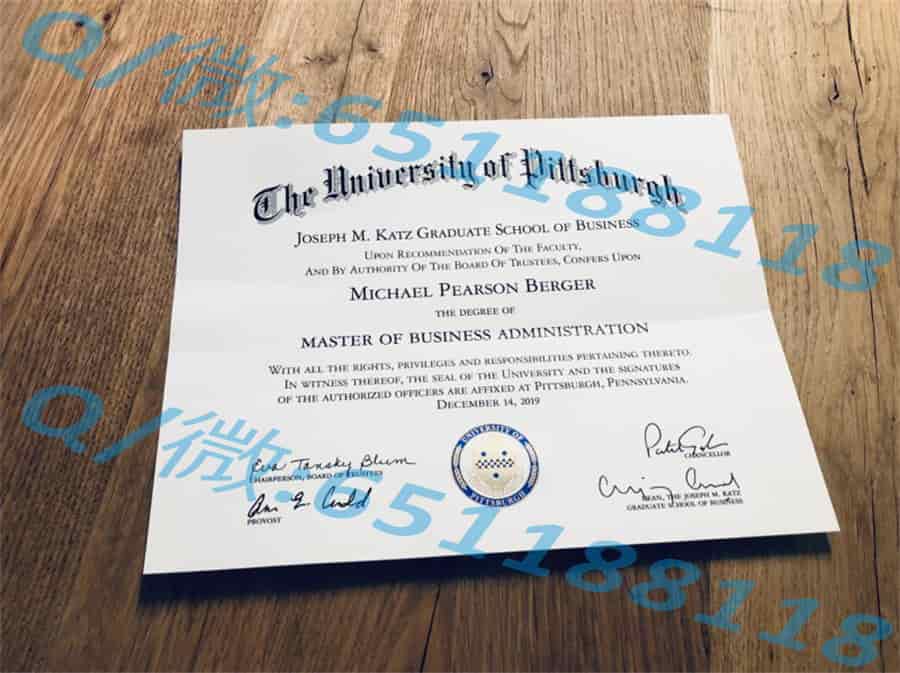 Q/微:651188118
The University of Pittsburgh
JOSEPH M. KATZ GRADUATE SCHOOL OF BUSINESS
UPON RECOMMENDATION OF THE FACULTY,
AND BY AUTHORITY OF THE BOARD OF TRUSTEES, CONFERS UPON
MICHAEL PEARSON BERGER
THE DEGREE OF
MASTER OF BUSINESS ADMINISTRATION
WITH ALL THE RIGHTS, PRIVILEGES AND RESPONSIBILITIES PERTAINING THERETO.
IN WITNESS THEREOF, THE SEAL OF THE UNIVERSITY AND THE SIGNATURES
OF THE AUTHORIZED OFFICERS ARE AFFIXED AT PITTSBURGH, PENNSYLVANIA.
DECEMBER 14, 2019
Q/微:651188118
Eva Tansky Blum
CHAIRPERSON, BOARD OF TRUSTEES
PROVOST
UNIVERSITY OF
PITTSBURGH
CHANCELLOR
DEAN, THE JOSEPH M. KATZ
GRADUATE SCHOOL OF BUSINESS